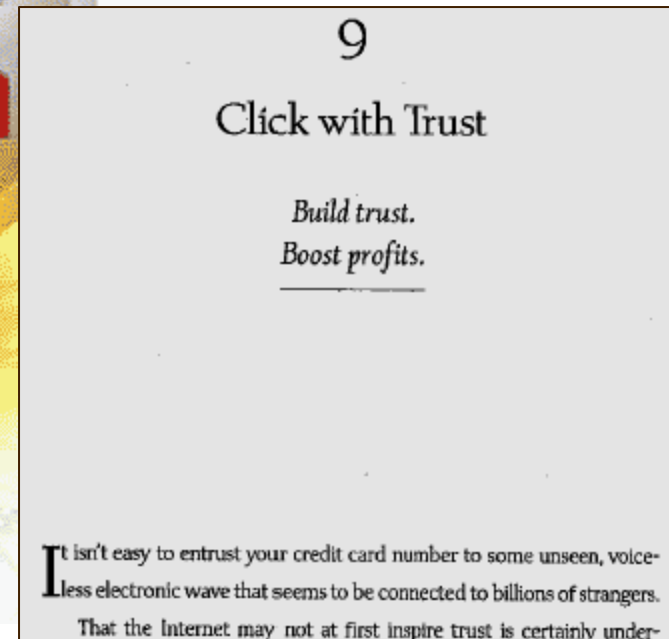 9
Click with Trust
Build trust.
Boost profits.
It isn't easy to entrust your credit card number to some unseen, voice-
less electronic wave that seems to be connected to billions of strangers.
That the Internet may not at first inspire trust is certainly under-